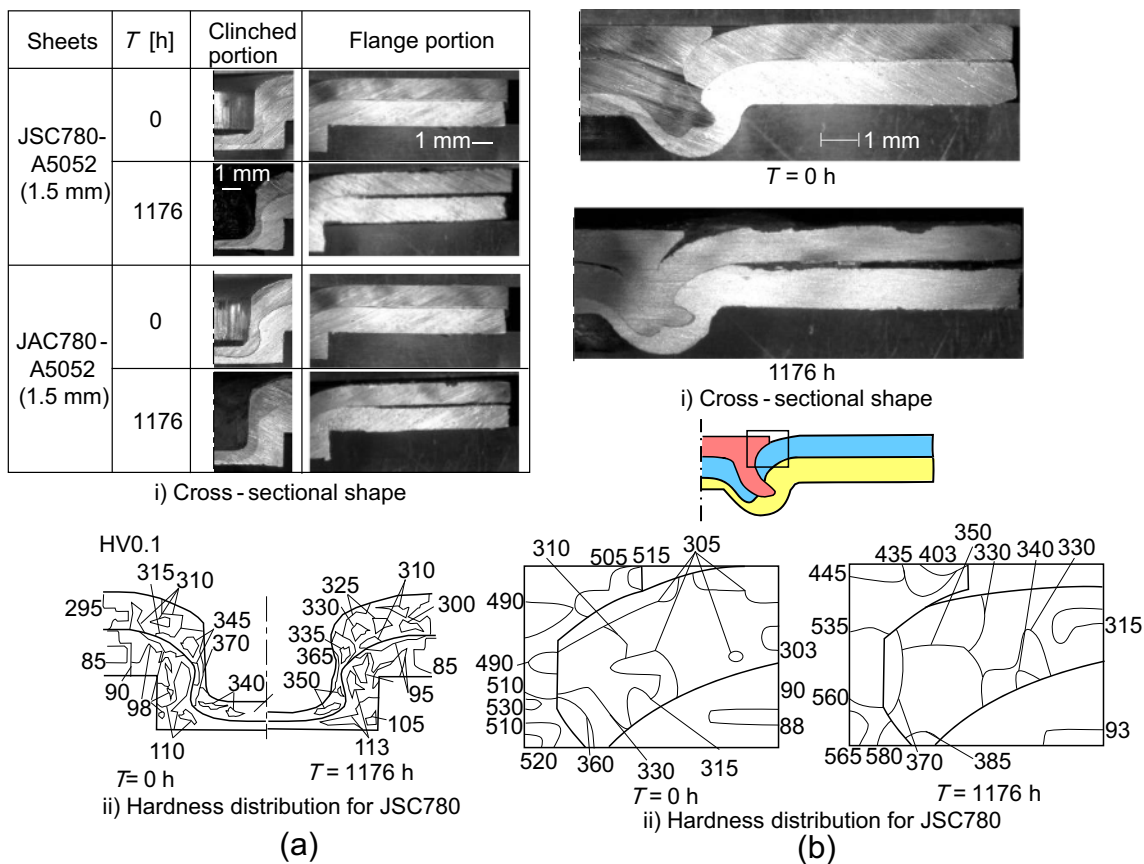 Sheets
T [h]
Clinched
portion
Flange portion
JSC780-
A5052
(1.5 mm)
0
1 mm
1176
1 mm
JAC780-
A5052
(1.5 mm)
0
1176
i) Cross-sectional shape
HV0.1
315
310
295
345
370
85
90
98
340
110
T= 0 h
325
310
330
300
335
365
85
350
95
105
113
T = 1176 h
ii) Hardness distribution for JSC780
(a)
1 mm
T = 0 h
1176 h
i) Cross-sectional shape
310
505
515
305
490
490
303
510
90
530
510
88
520
360
330
315
T = 0 h
350
435
403
330
340
330
445
535
315
560
93
565
580
370
385
T = 1176 h
ii) Hardness distribution for JSC780
(b)